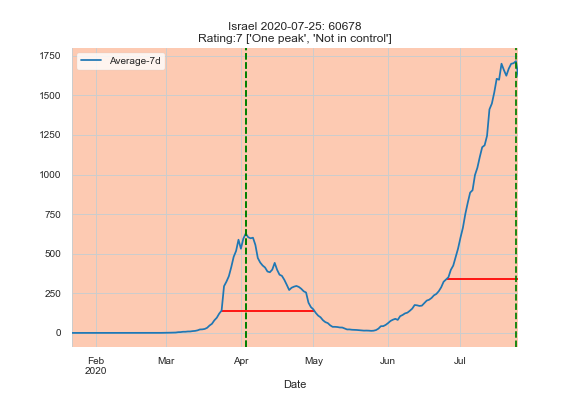 Israel 2020-07-25: 60678
Rating:7 ['One peak', 'Not in control']
Average-7d
1750
1500
1250
1000
750
500
250
0
Feb
2020
Mar
Apr
May
Jun
Jul
Date